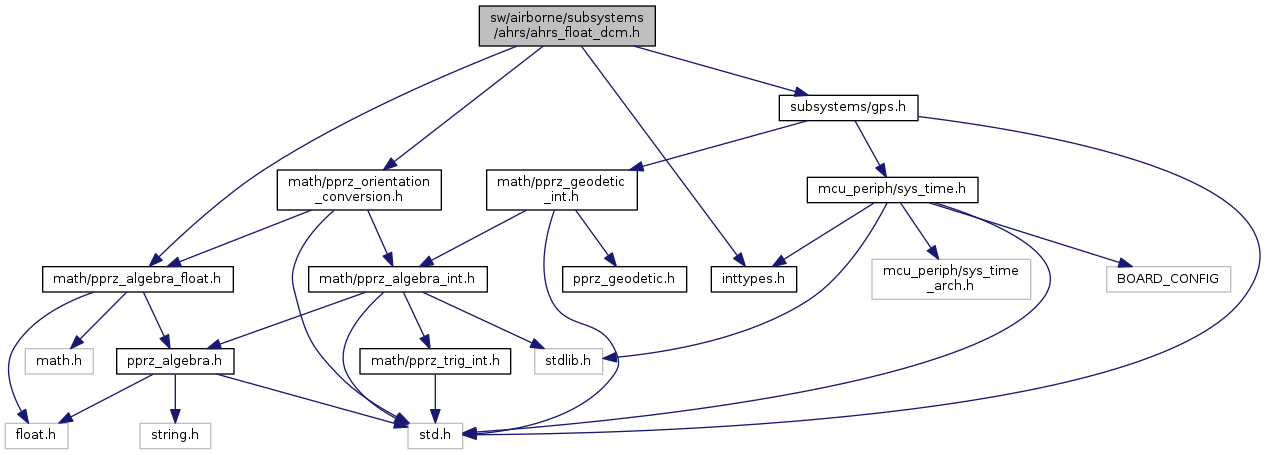 sw/airborne/subsystems
/ahrs/ahrs_float_dcm.h
subsystems/gps.h
math/pprz_orientation
_conversion.h
math/pprz_geodetic
_int.h
mcu_periph/sys_time.h
math/pprz_algebra_float.h
math/pprz_algebra_int.h
pprz_geodetic.h
inttypes.h
mcu_periph/sys_time
_arch.h
BOARD_CONFIG
math.h
pprz_algebra.h
math/pprz_trig_int.h
stdlib.h
float.h
string.h
std.h